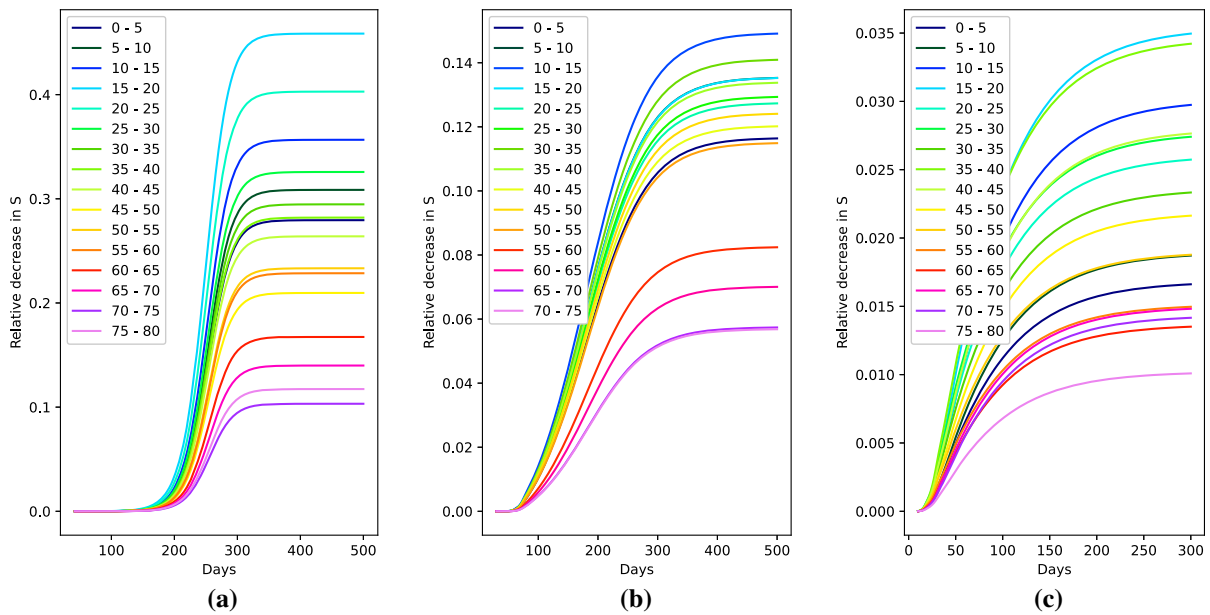 0 - 5
5 - 10
10 - 15
15 - 20
20 - 25
25 - 30
30 - 35
35 - 40
40 - 45
45 - 50
50 - 55
55 - 60
60 - 65
65 - 70
70 - 75
75 - 80
0.4
0.3
0.2
0.1
0.0
Relative decrease in S
100 200 300 400 500
Days
(a)
0 - 5
5 - 10
10 - 15
15 - 20
20 - 25
25 - 30
30 - 35
35 - 40
40 - 45
45 - 50
50 - 55
55 - 60
60 - 65
65 - 70
70 - 75
0.14
0.12
0.10
0.08
0.06
0.04
0.02
0.00
Relative decrease in S
100 200 300 400 500
Days
(b)
0 - 5
5 - 10
10 - 15
15 - 20
20 - 25
25 - 30
30 - 35
35 - 40
40 - 45
45 - 50
50 - 55
55 - 60
60 - 65
65 - 70
70 - 75
75 - 80
0.035
0.030
0.025
0.020
0.015
0.010
0.005
0.000
Relative decrease in S
0 50 100 150 200 250 300
Days
(c)